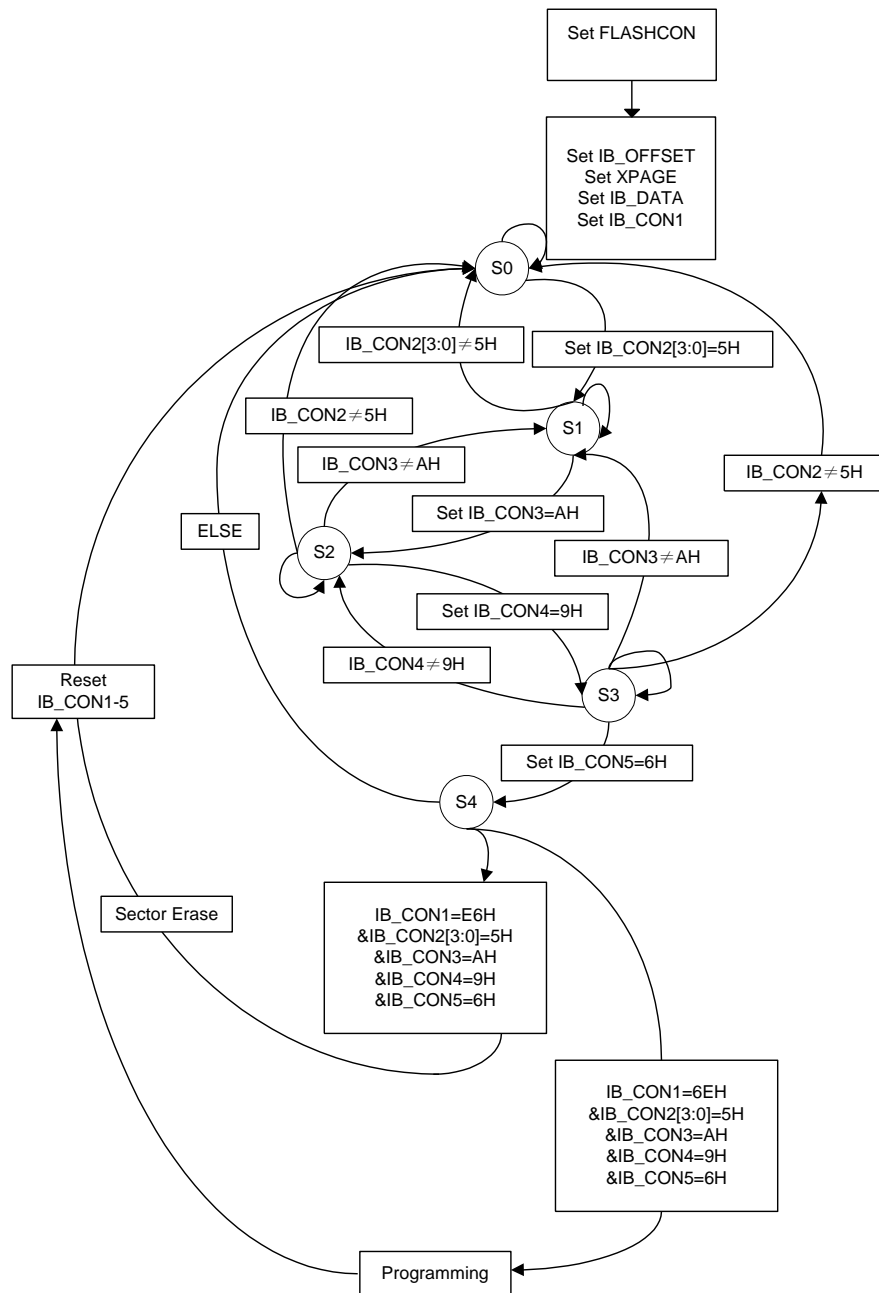 Set FLASHCON
Set IB_OFFSET
Set XPAGE
Set IB_DATA
Set IB_CON1
S0
IB_CON2[3:0]≠5H
Set IB_CON2[3:0]=5H
IB_CON2≠5H
S1
IB_CON3≠AH
IB_CON2≠5H
Set IB_CON3=AH
ELSE
S2
IB_CON3≠AH
Set IB_CON4=9H
IB_CON4≠9H
Reset
IB_CON1-5
S3
Set IB_CON5=6H
S4
Sector Erase
IB_CON1=E6H
&IB_CON2[3:0]=5H
&IB_CON3=AH
&IB_CON4=9H
&IB_CON5=6H
IB_CON1=6EH
&IB_CON2[3:0]=5H
&IB_CON3=AH
&IB_CON4=9H
&IB_CON5=6H
Programming